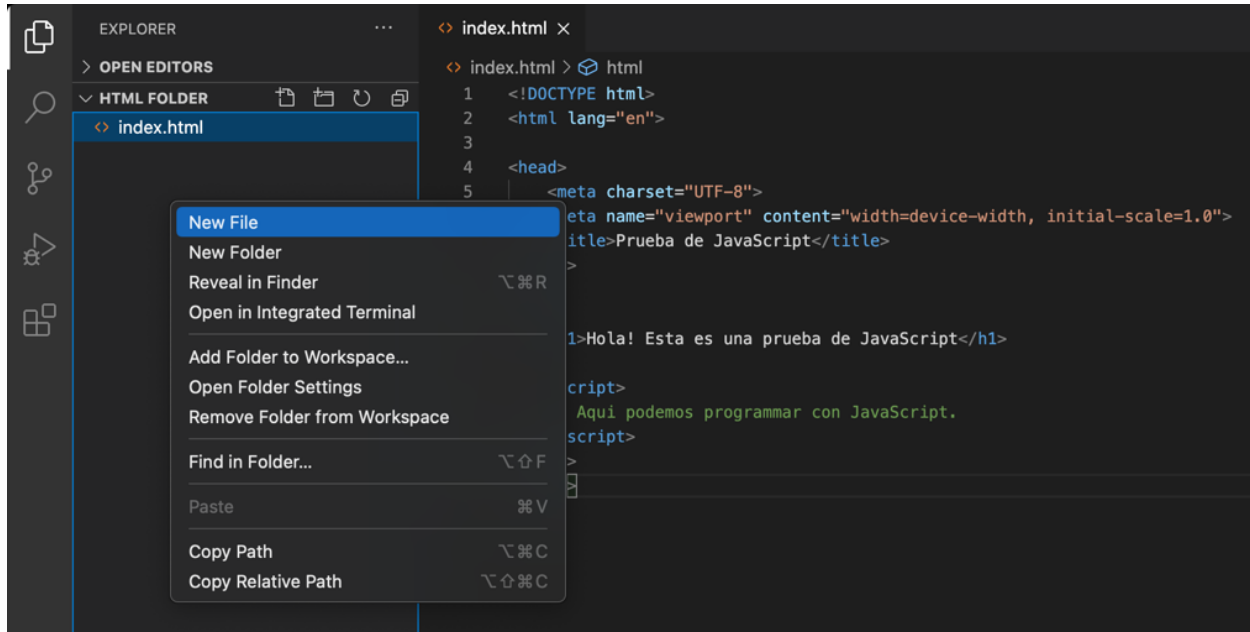 EXPLORER ...
OPEN EDITORS
HTML FOLDER
index.html
index.html
index.html > html
1 <!DOCTYPE html>
2 <html lang="en">
3
4 <head>
5 <meta charset="UTF-8">
eta name="viewport" content="width=device-width, initial-scale=1.0">
itle>Prueba de JavaScript</title>
>
1>Hola! Esta es una prueba de JavaScript</h1>
cript>
Aqui podemos programar con JavaScript.
script>
>
>
New File
New Folder
Reveal in Finder ⌥⌘R
Open in Integrated Terminal
Add Folder to Workspace...
Open Folder Settings
Remove Folder from Workspace
Find in Folder... ⌥⇧F
Paste ⌘V
Copy Path ⌥⌘C
Copy Relative Path ⌥⇧⌘C